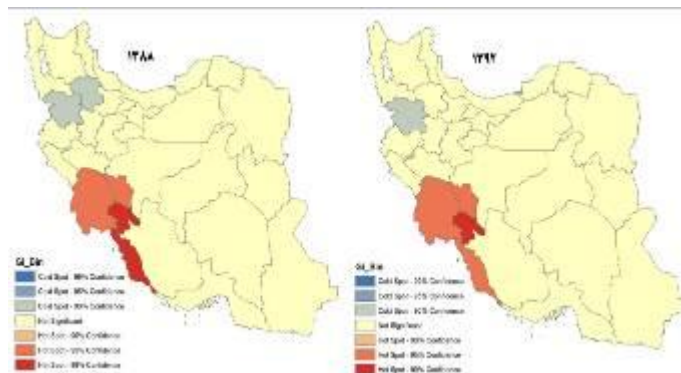 ۱۳۸۸
Gi_Bin
Cold Spot - 99% Confidence
Cold Spot - 95% Confidence
Cold Spot - 90% Confidence
Not Significant
Hot Spot - 90% Confidence
Hot Spot - 95% Confidence
Hot Spot - 99% Confidence
۱۳۹۲
Gi_Bin
Cold Spot - 99% Confidence
Cold Spot - 95% Confidence
Cold Spot - 90% Confidence
Not Significant
Hot Spot - 90% Confidence
Hot Spot - 95% Confidence
Hot Spot - 99% Confidence